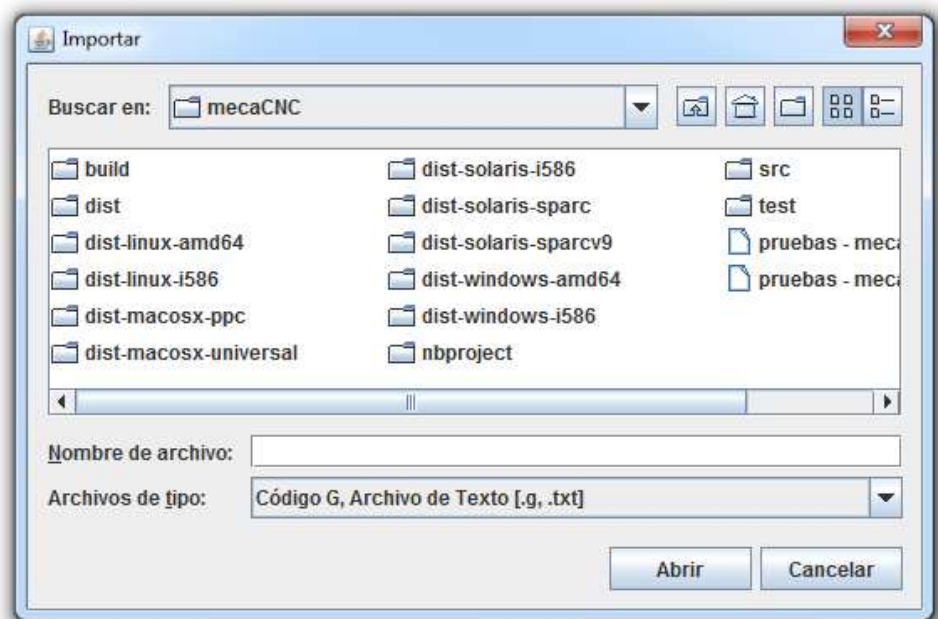 Importar
Buscar en: mecaCNC
build
dist
dist-linux-amd64
dist-linux-i586
dist-macosx-ppc
dist-macosx-universal
dist-solaris-i586
dist-solaris-sparc
dist-solaris-sparcv9
dist-windows-amd64
dist-windows-i586
nbproject
src
test
pruebas - meca
pruebas - meca
Nombre de archivo:
Archivos de tipo: Código G, Archivo de Texto [.g, .txt]
Abrir Cancelar